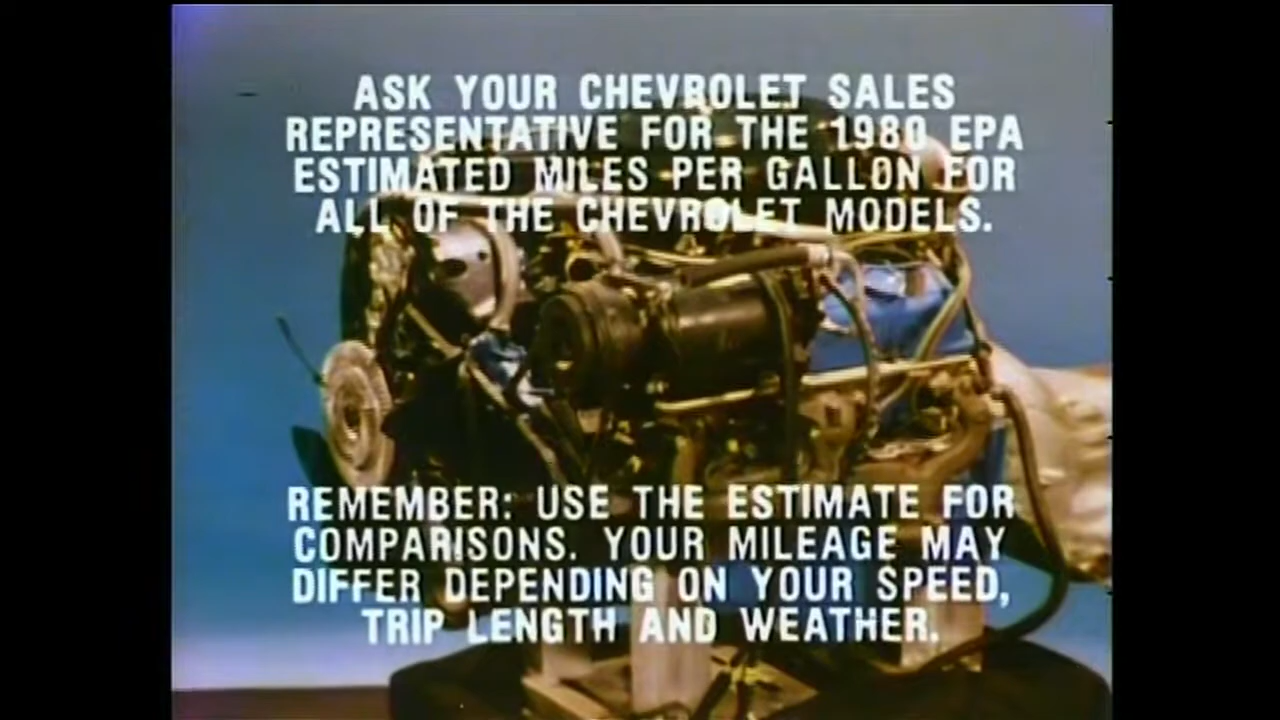 ASK YOUR CHEVROLET SALES
REPRESENTATIVE FOR THE 1980 EPA
ESTIMATED MILES PER GALLON FOR
ALL OF THE CHEVROLET MODELS.
REMEMBER: USE THE ESTIMATE FOR
COMPARISONS. YOUR MILEAGE MAY
DIFFER DEPENDING ON YOUR SPEED,
TRIP LENGTH AND WEATHER.